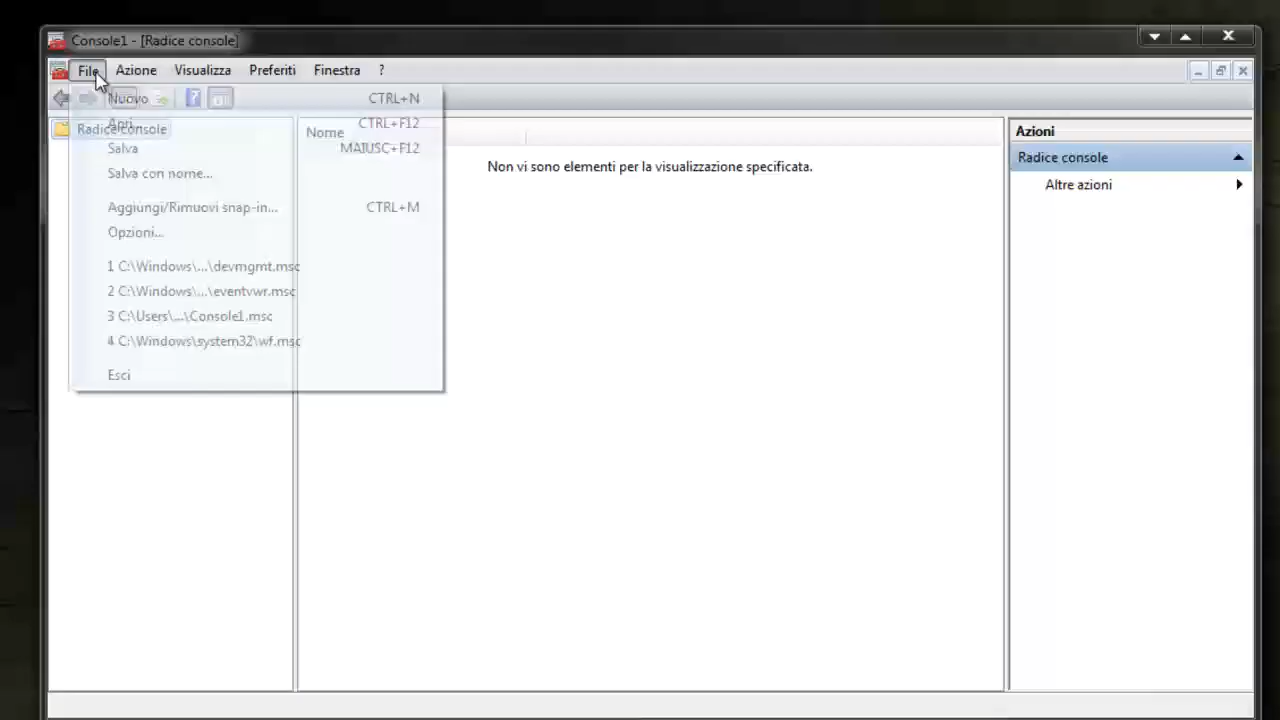 Console1 - [Radice console]
File Azione Visualizza Preferiti Finestra ?
Nuovo CTRL+N
Apri... CTRL+F12
Salva MAIUSC+F12
Salva con nome...
Aggiungi/Rimuovi snap-in... CTRL+M
Opzioni...
1 C:\Windows\...\devmgmt.msc
2 C:\Windows\...\eventvwr.msc
3 C:\Users\...\Console1.msc
4 C:\Windows\system32\wf.msc
Esci
Radice console
Nome
Non vi sono elementi per la visualizzazione specificata.
Azioni
Radice console
Altre azioni